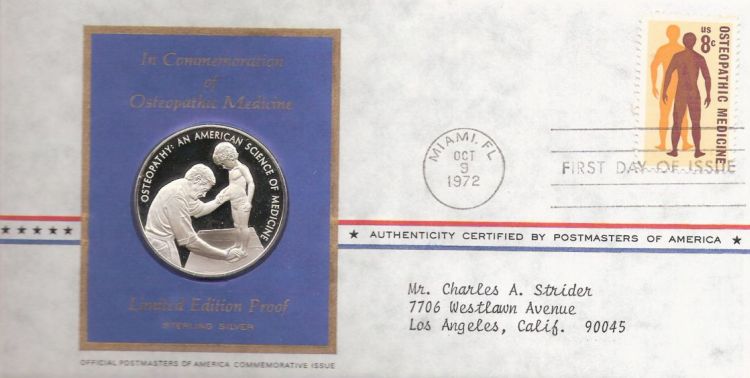 In Commemoration
of
Osteopathic Medicine
OSTEOPATHY: AN AMERICAN SCIENCE OF MEDICINE
Limited Edition Proof
STERLING SILVER
OFFICIAL POSTMASTERS OF AMERICA COMMEMORATIVE ISSUE
US
8c
OSTEOPATHIC MEDICINE
MIAMI, FL
OCT
9
1972
FIRST DAY OF ISSUE
★ AUTHENTICITY CERTIFIED BY POSTMASTERS OF AMERICA ★
Mr. Charles A. Strider
7706 Westlawn Avenue
Los Angeles, Calif. 90045